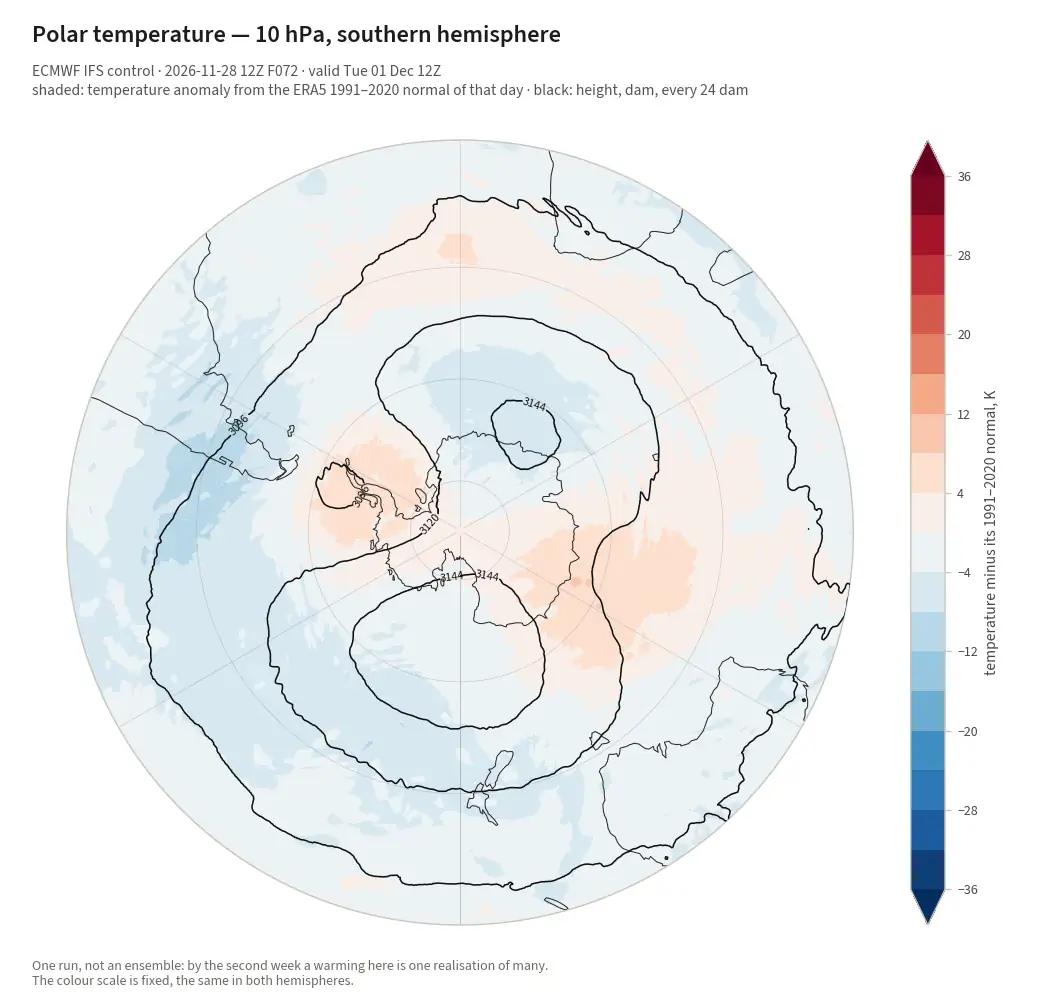 Polar temperature — 10 hPa, southern hemisphere
ECMWF IFS control · 2026-11-28 12Z F072 · valid Tue 01 Dec 12Z
shaded: temperature anomaly from the ERA5 1991–2020 normal of that day · black: height, dam, every 24 dam
36
28
20
12
4
−4
−12
−20
−28
−36
temperature minus its 1991–2020 normal, K
3144
3096
3096
3120
3144
3144
One run, not an ensemble: by the second week a warming here is one realisation of many.
The colour scale is fixed, the same in both hemispheres.